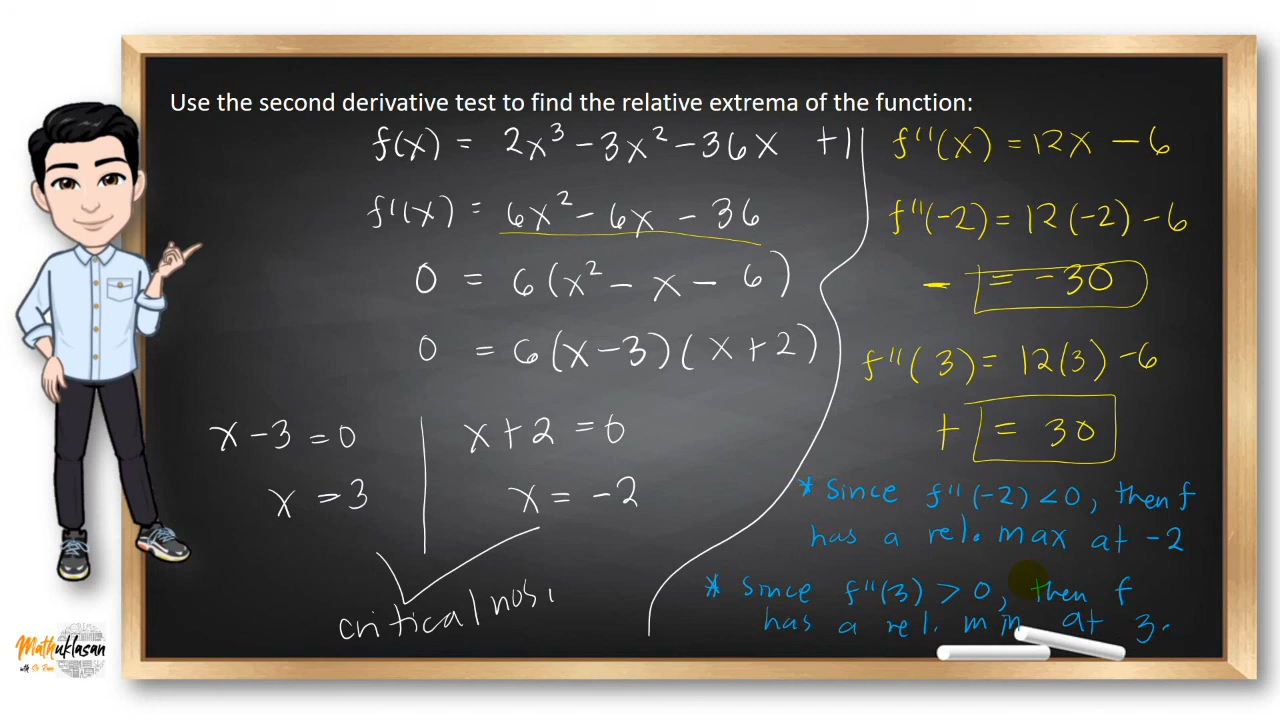 Use the second derivative test to find the relative extrema of the function:
f(x) = 2x³ - 3x² - 36x + 1
f'(x) = 6x² - 6x - 36
0 = 6(x² - x - 6)
0 = 6(x-3)(x+2)
x-3=0
x=3
x+2=0
x=-2
critical nos.
f''(x) = 12x - 6
f''(-2) = 12(-2) - 6
- = -30
f''(3) = 12(3) - 6
+ = 30
* Since f''(-2) < 0, then f
has a rel. max at -2
* Since f''(3) > 0, then f
has a rel. min at 3.
Mathuklasan
with Sir Ram